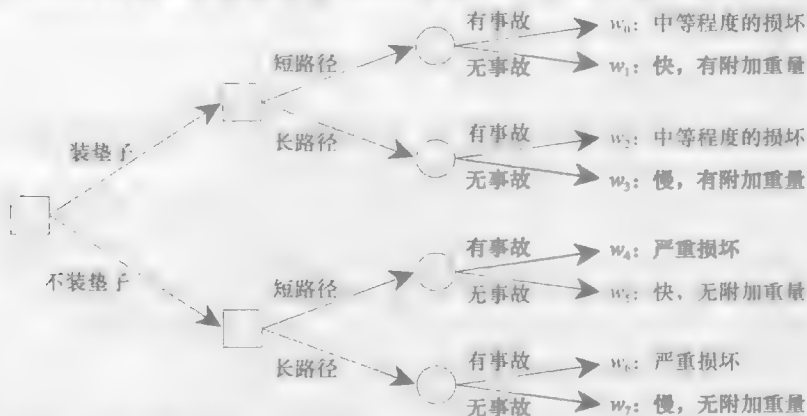 有事故
w₀：中等程度的损坏
短路径
无事故
w₁：快，有附加重量
装垫子
长路径
有事故
w₂：中等程度的损坏
无事故
w₃：慢，有附加重量
不装垫子
短路径
有事故
w₄：严重损坏
无事故
w₅：快，无附加重量
长路径
有事故
w₆：严重损坏
无事故
w₇：慢，无附加重量